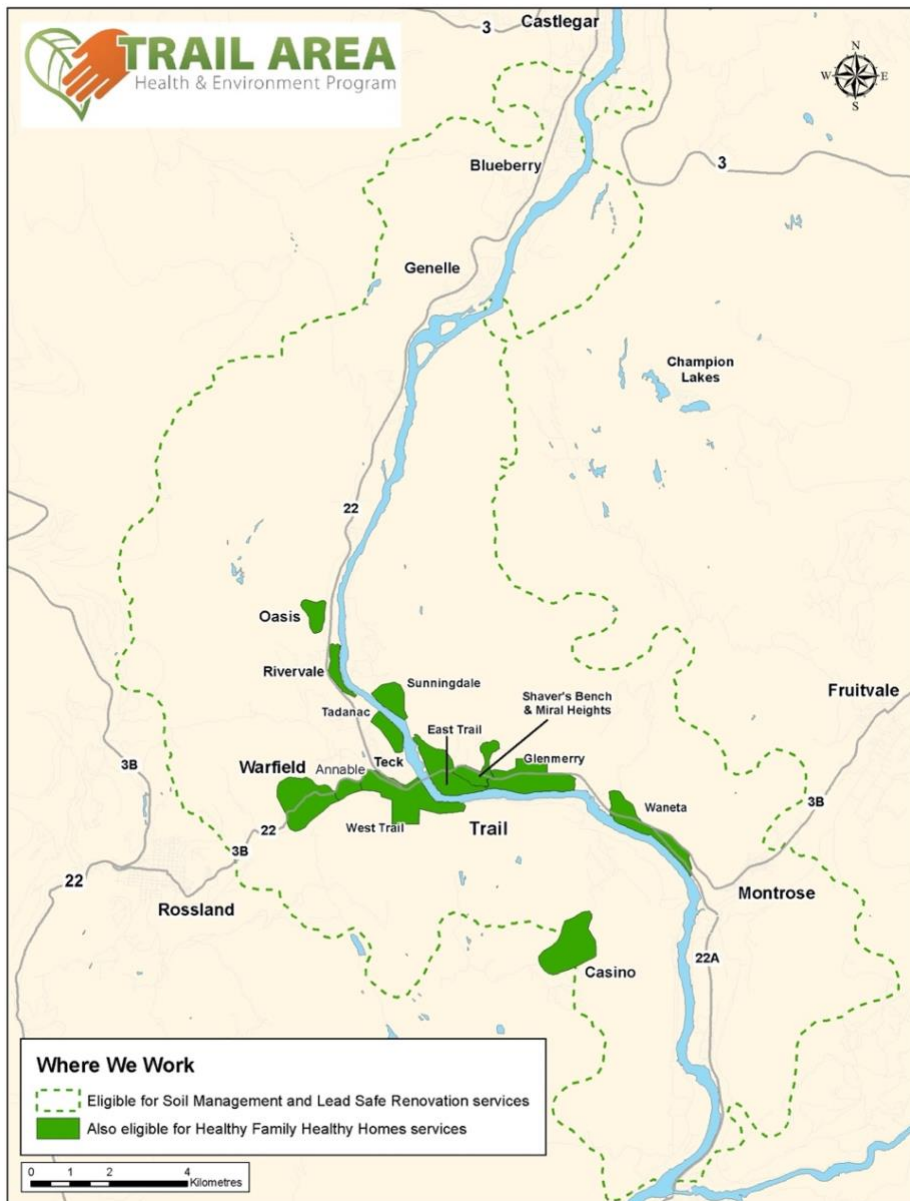 TRAIL AREA
Health & Environment Program
3
Castlegar
N
W
E
S
Blueberry
3
Genelle
Champion
Lakes
22
Oasis
Rivervale
Sunningdale
Tadanac
Shaver's Bench
& Miral Heights
Fruitvale
East Trail
Teck
Glenmerry
3B
Warfield
Annable
Waneta
3B
22
West Trail
Trail
3B
22
Rossland
Montrose
Casino
22A
Where We Work
Eligible for Soil Management and Lead Safe Renovation services
Also eligible for Healthy Family Healthy Homes services
0 1 2 4
Kilometres